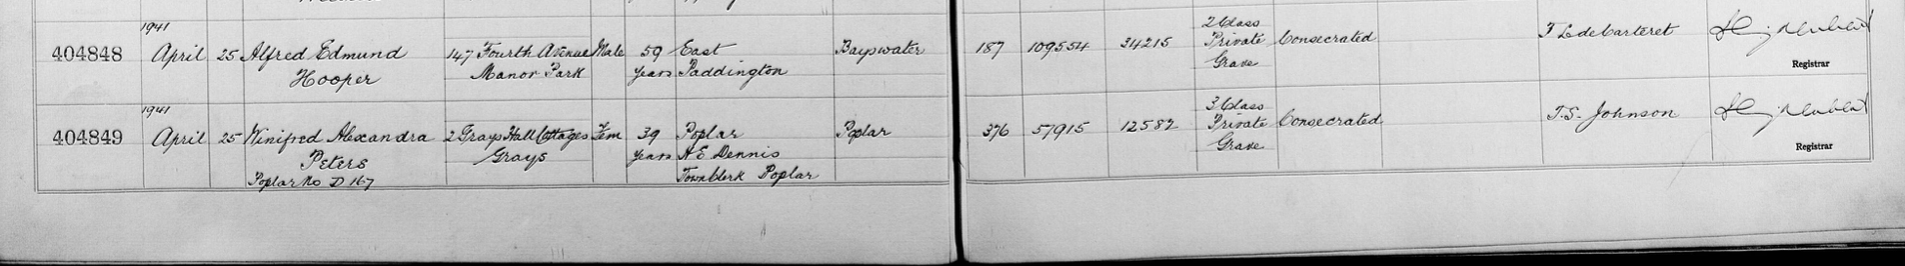 1941
404848 April 25 Alfred Edmund 147 Fourth Avenue Male 59 East Bayswater 187 109554 34215 2 Class Private Grave Consecrated F Le de Carteret
Hooper Manor Park years Paddington
Registrar
1941
404849 April 25 Winifred Alexandra 2 Grays Hall Cottages Fem 39 Poplar Poplar 376 57915 12582 3 Class Private Grave Consecrated T.S. Johnson
Peters Grays years H E Dennis
Poplar No D 167 Town Clerk Poplar
Registrar